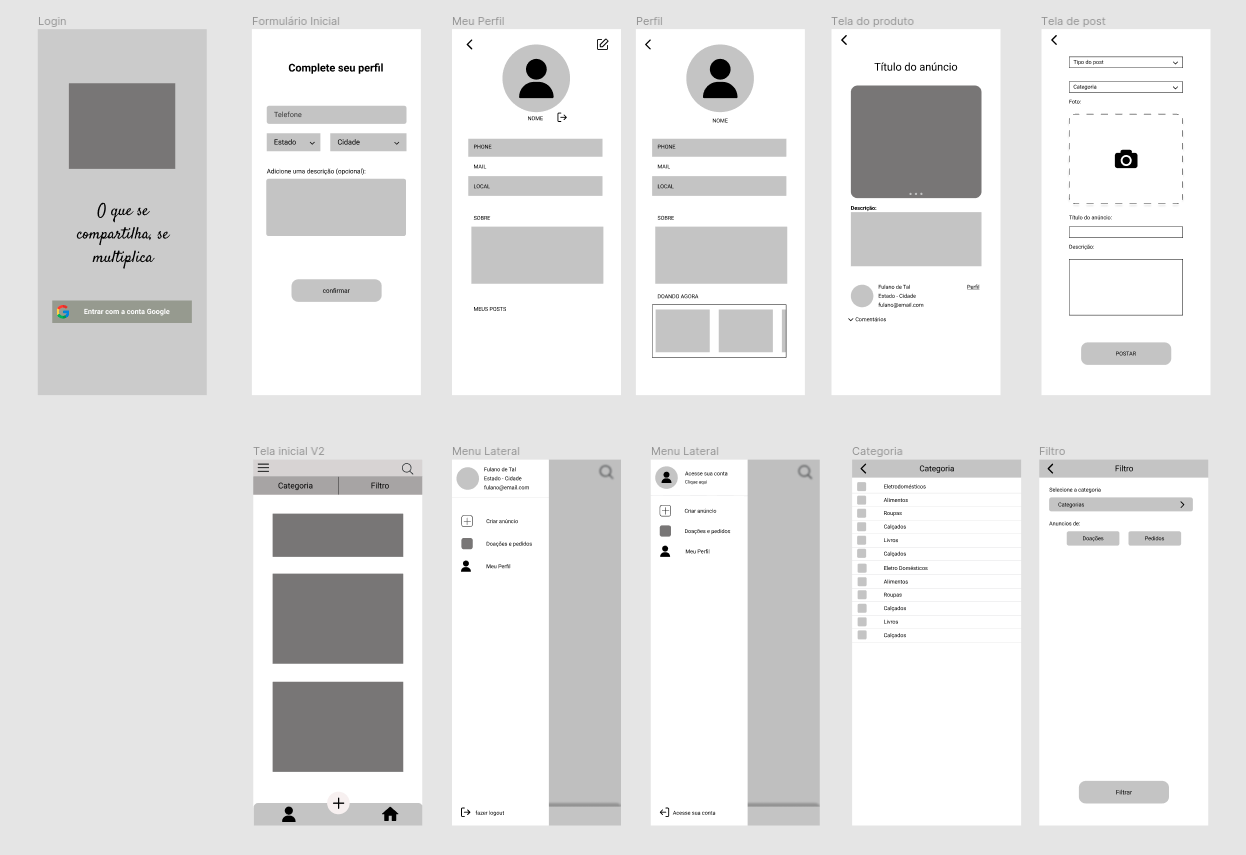 Login
O que se
compartilha, se
multiplica
Entrar com a conta Google
Formulário Inicial
Complete seu perfil
Telefone
Estado
Cidade
Adicione uma descrição (opcional):
confirmar
Meu Perfil
NOME
PHONE
MAIL
LOCAL
SOBRE
MEUS POSTS
Perfil
NOME
PHONE
MAIL
LOCAL
SOBRE
DOANDO AGORA
Tela do produto
Título do anúncio
Descrição:
Fulano de Tal
Perfil
Estado - Cidade
fulano@email.com
Comentários
Tela de post
Tipo do post
Categoria
Foto:
Título do anúncio:
Descrição:
POSTAR
Tela inicial V2
Categoria
Filtro
Menu Lateral
Fulano de Tal
Estado - Cidade
fulano@email.com
Criar anúncio
Doações e pedidos
Meu Perfil
fazer logout
Menu Lateral
Acesse sua conta
Clique aqui
Criar anúncio
Doações e pedidos
Meu Perfil
Acesse sua conta
Categoria
Categoria
Eletrodomésticos
Alimentos
Roupas
Calçados
Livros
Calçados
Eletro Domésticos
Alimentos
Roupas
Calçados
Livros
Calçados
Filtro
Filtro
Selecione a categoria
Categorias
Anuncios de:
Doações
Pedidos
Filtrar